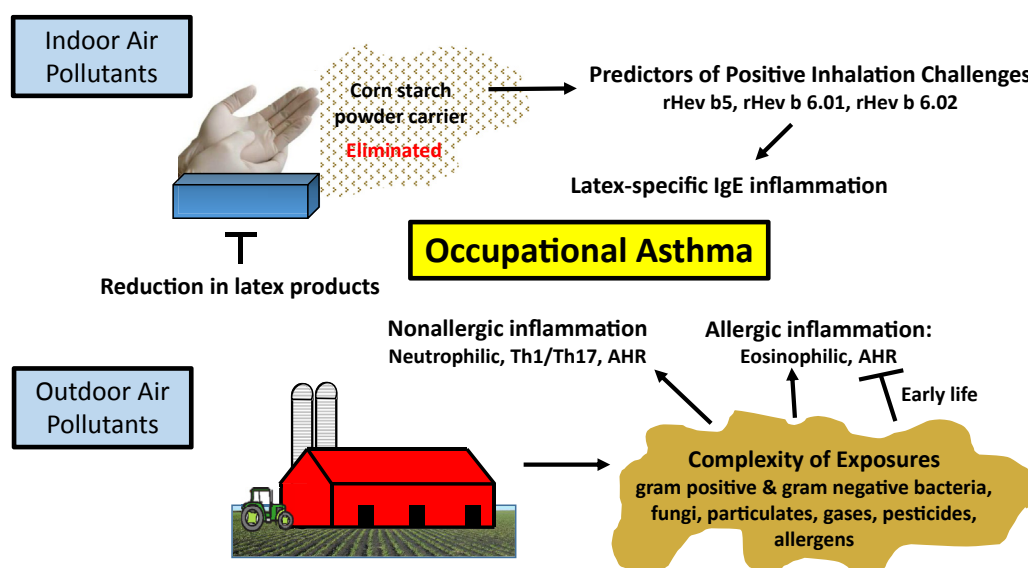 Indoor Air
Pollutants
Corn starch
powder carrier
Eliminated
Predictors of Positive Inhalation Challenges
rHev b5, rHev b 6.01, rHev b 6.02
Latex-specific IgE inflammation
Reduction in latex products
Occupational Asthma
Nonallergic inflammation
Neutrophilic, Th1/Th17, AHR
Allergic inflammation:
Eosinophilic, AHR
Early life
Outdoor Air
Pollutants
Complexity of Exposures
gram positive & gram negative bacteria,
fungi, particulates, gases, pesticides,
allergens